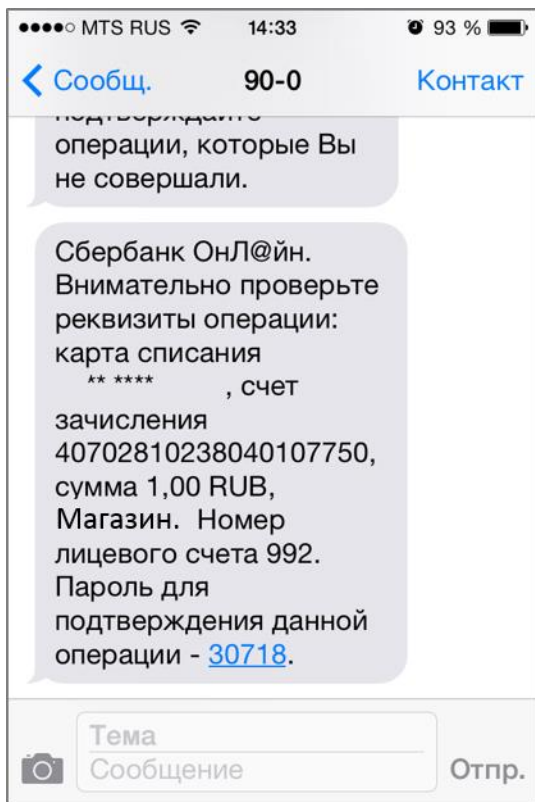 MTS RUS 14:33 93 %
Сообщ. 90-0 Контакт
подтверждайте
операции, которые Вы
не совершали.
Сбербанк ОнЛ@йн.
Внимательно проверьте
реквизиты операции:
карта списания
** **** , счет
зачисления
40702810238040107750,
сумма 1,00 RUB,
Магазин. Номер
лицевого счета 992.
Пароль для
подтверждения данной
операции - 30718.
Тема
Сообщение
Отпр.